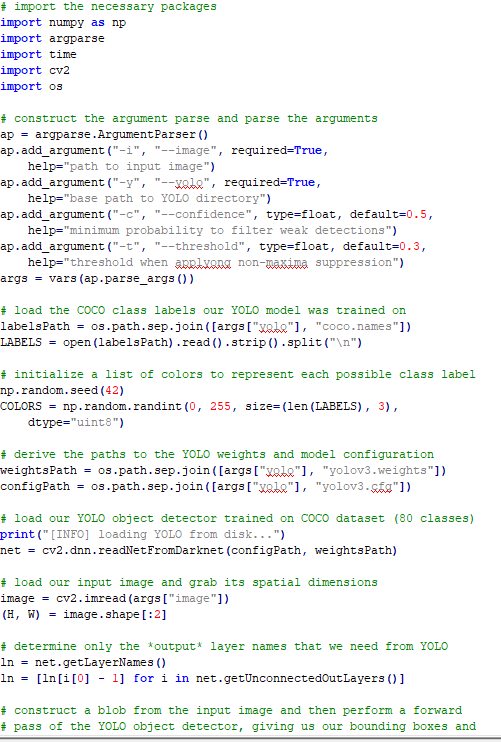 # import the necessary packages
import numpy as np
import argparse
import time
import cv2
import os

# construct the argument parse and parse the arguments
ap = argparse.ArgumentParser()
ap.add_argument("-i", "--image", required=True,
    help="path to input image")
ap.add_argument("-y", "--yolo", required=True,
    help="base path to YOLO directory")
ap.add_argument("-c", "--confidence", type=float, default=0.5,
    help="minimum probability to filter weak detections")
ap.add_argument("-t", "--threshold", type=float, default=0.3,
    help="threshold when applyong non-maxima suppression")
args = vars(ap.parse_args())

# load the COCO class labels our YOLO model was trained on
labelsPath = os.path.sep.join([args["yolo"], "coco.names"])
LABELS = open(labelsPath).read().strip().split("\n")

# initialize a list of colors to represent each possible class label
np.random.seed(42)
COLORS = np.random.randint(0, 255, size=(len(LABELS), 3),
    dtype="uint8")

# derive the paths to the YOLO weights and model configuration
weightsPath = os.path.sep.join([args["yolo"], "yolov3.weights"])
configPath = os.path.sep.join([args["yolo"], "yolov3.cfg"])

# load our YOLO object detector trained on COCO dataset (80 classes)
print("[INFO] loading YOLO from disk...")
net = cv2.dnn.readNetFromDarknet(configPath, weightsPath)

# load our input image and grab its spatial dimensions
image = cv2.imread(args["image"])
(H, W) = image.shape[:2]

# determine only the *output* layer names that we need from YOLO
ln = net.getLayerNames()
ln = [ln[i[0] - 1] for i in net.getUnconnectedOutLayers()]

# construct a blob from the input image and then perform a forward
# pass of the YOLO object detector, giving us our bounding boxes and